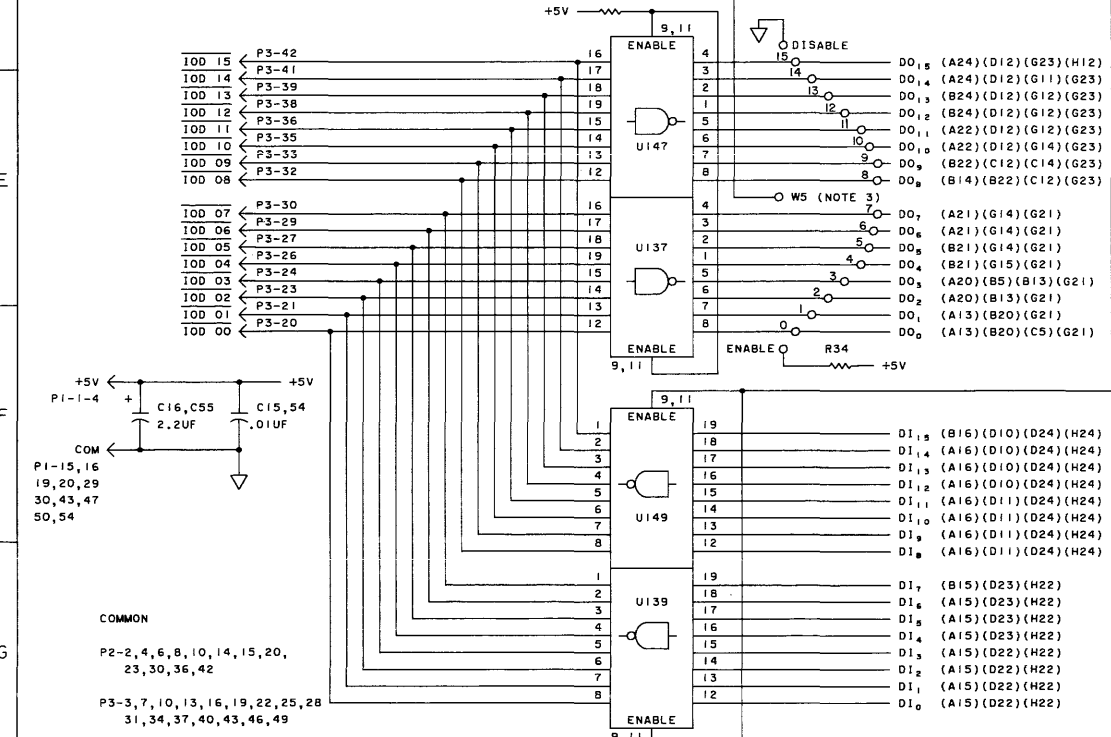 +5V
9,11
ENABLE
DISABLE
IOD 15 P3-42 16 4 15 DO15 (A24)(D12)(G23)(H12)
IOD 14 P3-41 17 3 14 DO14 (A24)(D12)(G11)(G23)
IOD 13 P3-39 18 2 13 DO13 (B24)(D12)(G12)(G23)
IOD 12 P3-38 19 1 12 DO12 (B24)(D12)(G12)(G23)
IOD 11 P3-36 15 5 11 DO11 (A22)(D12)(G12)(G23)
IOD 10 P3-35 14 6 10 DO10 (A22)(D12)(G14)(G23)
IOD 09 P3-33 13 7 9 DO9 (B22)(C12)(C14)(G23)
IOD 08 P3-32 12 8 8 DO8 (B14)(B22)(C12)(G23)
U147
E
W5 (NOTE 3)
IOD 07 P3-30 16 4 7 DO7 (A21)(G14)(G21)
IOD 06 P3-29 17 3 6 DO6 (A21)(G14)(G21)
IOD 05 P3-27 18 2 5 DO5 (B21)(G14)(G21)
IOD 04 P3-26 19 1 4 DO4 (B21)(G15)(G21)
IOD 03 P3-24 15 5 3 DO3 (A20)(B5)(B13)(G21)
IOD 02 P3-23 14 6 2 DO2 (A20)(B13)(G21)
IOD 01 P3-21 13 7 1 DO1 (A13)(B20)(G21)
IOD 00 P3-20 12 8 0 DO0 (A13)(B20)(C5)(G21)
U137
ENABLE
9,11
ENABLE R34
+5V
+5V +5V
P1-1-4
+
C16,C55
2.2UF
C15,54
.01UF
F
COM
P1-15,16
19,20,29
30,43,47
50,54
9,11
ENABLE
1 19 DI15 (B16)(D10)(D24)(H24)
2 18 DI14 (A16)(D10)(D24)(H24)
3 17 DI13 (A16)(D10)(D24)(H24)
4 16 DI12 (A16)(D10)(D24)(H24)
5 15 DI11 (A16)(D11)(D24)(H24)
6 14 DI10 (A16)(D11)(D24)(H24)
7 13 DI9 (A16)(D11)(D24)(H24)
8 12 DI8 (A16)(D11)(D24)(H24)
U149
1 19 DI7 (B15)(D23)(H22)
2 18 DI6 (A15)(D23)(H22)
3 17 DI5 (A15)(D23)(H22)
4 16 DI4 (A15)(D23)(H22)
5 15 DI3 (A15)(D22)(H22)
6 14 DI2 (A15)(D22)(H22)
7 13 DI1 (A15)(D22)(H22)
8 12 DI0 (A15)(D22)(H22)
U139
ENABLE
9,11
COMMON
G
P2-2,4,6,8,10,14,15,20,
23,30,36,42
P3-3,7,10,13,16,19,22,25,28
31,34,37,40,43,46,49